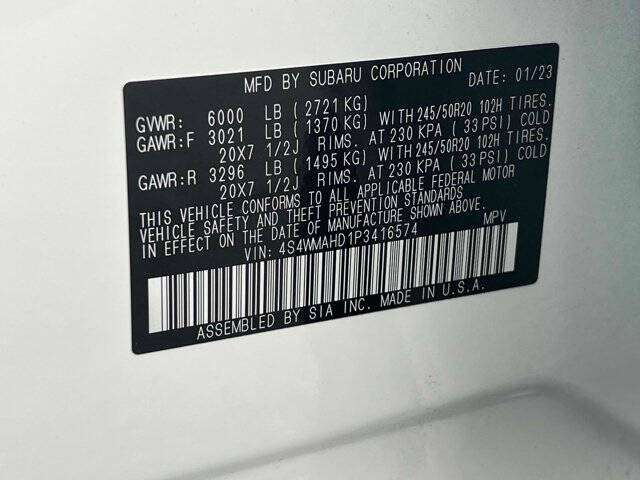 MFD BY SUBARU CORPORATION DATE: 01/23
GVWR: 6000 LB ( 2721 KG)
GAWR:F 3021 LB ( 1370 KG) WITH 245/50R20 102H TIRES.
20X7 1/2J RIMS. AT 230 KPA ( 33 PSI) COLD
GAWR:R 3296 LB ( 1495 KG) WITH 245/50R20 102H TIRES.
20X7 1/2J RIMS. AT 230 KPA ( 33 PSI) COLD
THIS VEHICLE CONFORMS TO ALL APPLICABLE FEDERAL MOTOR
VEHICLE SAFETY AND THEFT PREVENTION STANDARDS
IN EFFECT ON THE DATE OF MANUFACTURE SHOWN ABOVE.
VIN: 4S4WMAHD1P3416574 MPV
ASSEMBLED BY SIA INC. MADE IN U.S.A.